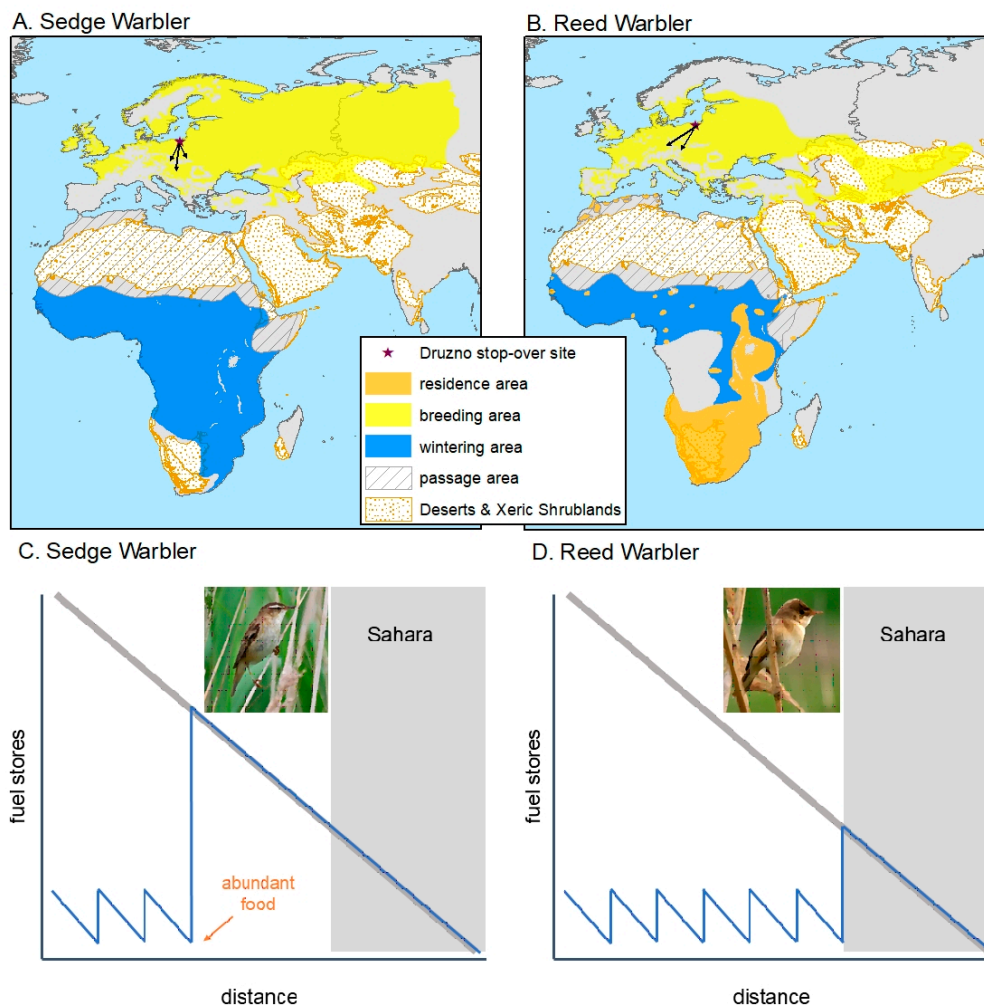 A. Sedge Warbler
B. Reed Warbler
Druzno stop-over site
residence area
breeding area
wintering area
passage area
Deserts & Xeric Shrublands
C. Sedge Warbler
D. Reed Warbler
Sahara
Sahara
fuel stores
fuel stores
abundant
food
distance
distance